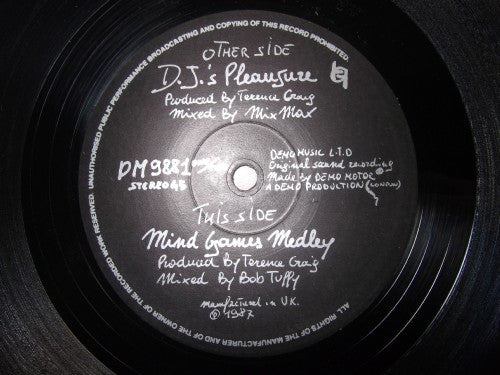 ALL RIGHTS OF THE MANUFACTURER AND OF THE OWNER OF THE RECORDED WORK RESERVED. UNAUTHORISED PUBLIC PERFORMANCE BROADCASTING AND COPYING OF THIS RECORD PROHIBITED.
OTHER SIDE
D.J.'s Pleansure
Produced By Terence Craig
Mixed By Mix Max
DM9881
STEREO 45
DEMO MUSIC L.T.D
Original sound recording
Made by DEMO MOTOR
A DEMO PRODUCTION (LONDON)
THIS SIDE
Mind Games Medley
Produced By Terence Craig
Mixed By Bob Tuffy
manufactured in U.K.
© 1987